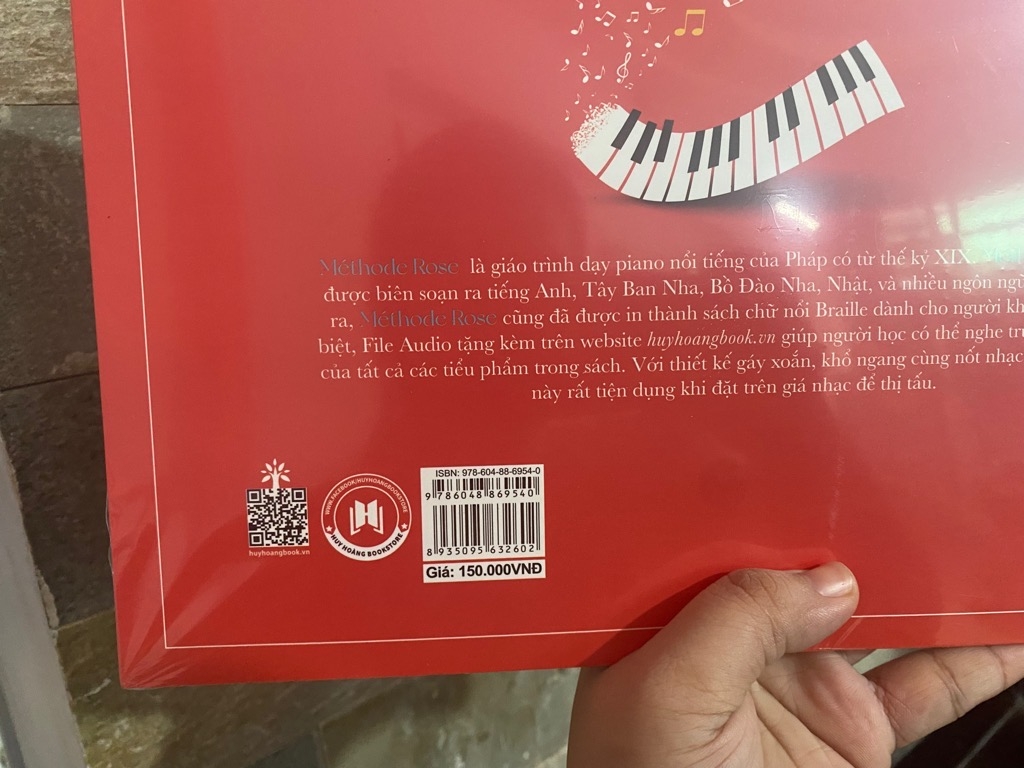 Méthode Rose là giáo trình dạy piano nổi tiếng của Pháp có từ thế kỷ XIX.
được biên soạn ra tiếng Anh, Tây Ban Nha, Bồ Đào Nha, Nhật, và nhiều ngôn ngữ
ra, Méthode Rose cũng đã được in thành sách chữ nổi Braille dành cho người
biệt, File Audio tặng kèm trên website huyhoangbook.vn giúp người học có thể nghe
của tất cả các tiểu phẩm trong sách. Với thiết kế gáy xoắn, khổ ngang cùng nốt nhạc
này rất tiện dụng khi đặt trên giá nhạc để thị tấu.
huyhoangbook.vn
WWW.FACEBOOK/HUYHOANGBOOKSTORE
HUY HOÀNG BOOKSTORE
ISBN: 978-604-88-6954-0
9 786048 869540
8 935095 632602
Giá: 150.000VNĐ